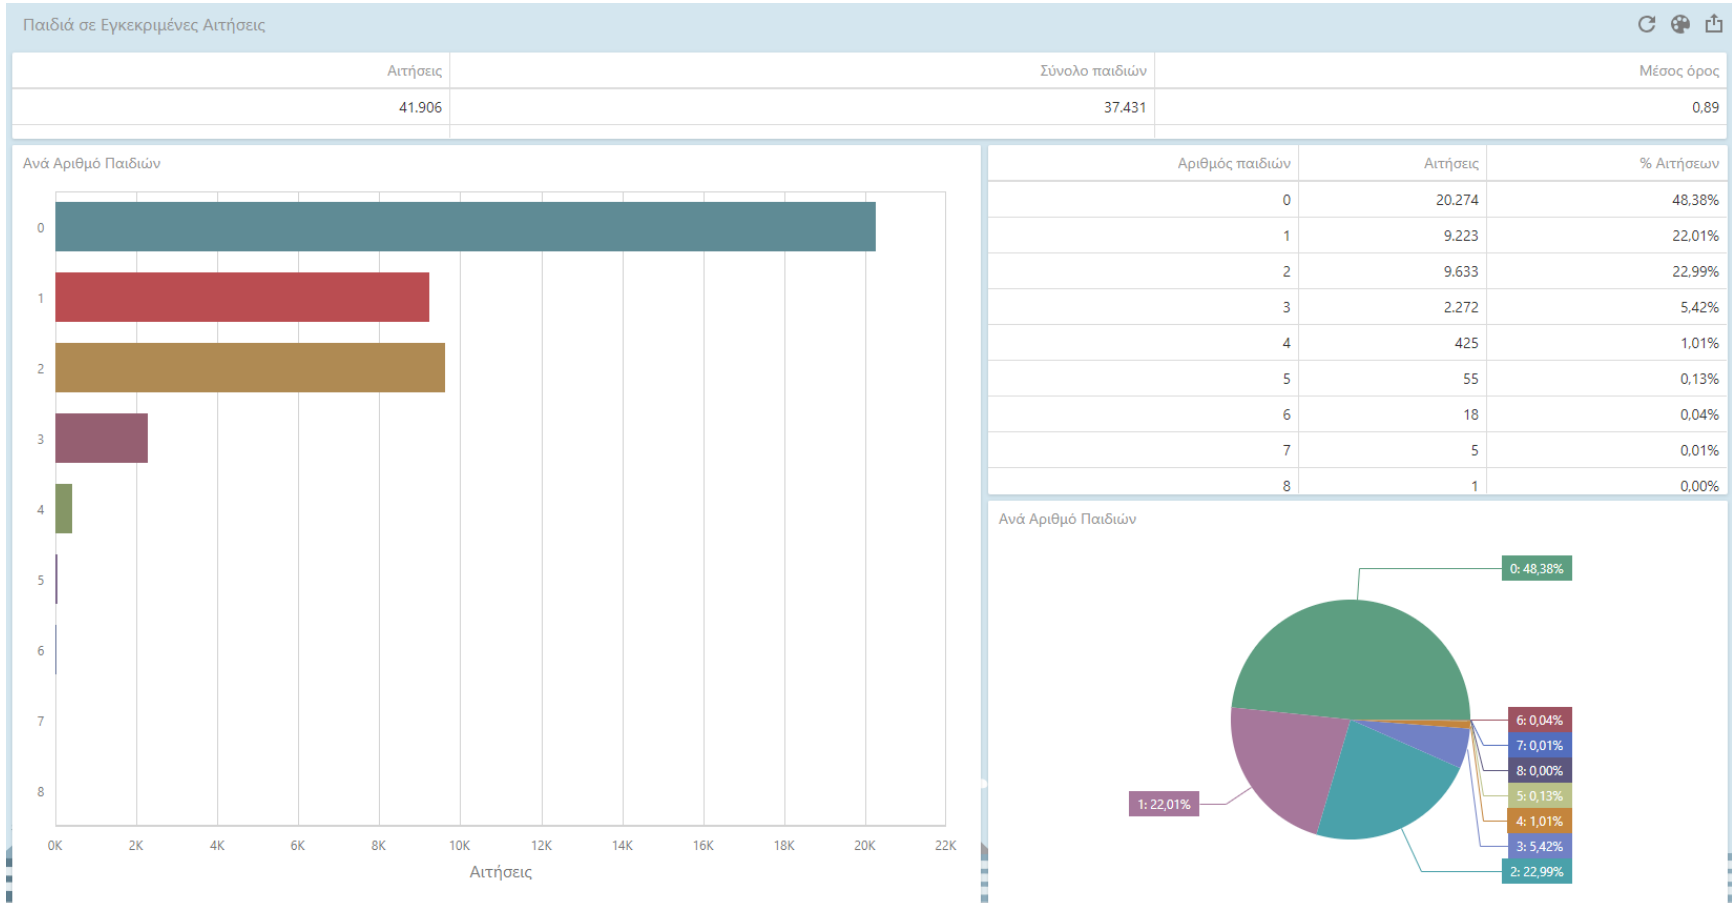 Παιδιά σε Εγκεκριμένες Αιτήσεις
Αιτήσεις Σύνολο παιδιών Μέσος όρος
41.906 37.431 0,89
Ανά Αριθμό Παιδιών
0
1
2
3
4
5
6
7
8
0K 2K 4K 6K 8K 10K 12K 14K 16K 18K 20K 22K
Αιτήσεις
Αριθμός παιδιών Αιτήσεις % Αιτήσεων
0 20.274 48,38%
1 9.223 22,01%
2 9.633 22,99%
3 2.272 5,42%
4 425 1,01%
5 55 0,13%
6 18 0,04%
7 5 0,01%
8 1 0,00%
Ανά Αριθμό Παιδιών
0: 48,38%
6: 0,04%
7: 0,01%
8: 0,00%
5: 0,13%
1: 22,01%
4: 1,01%
3: 5,42%
2: 22,99%